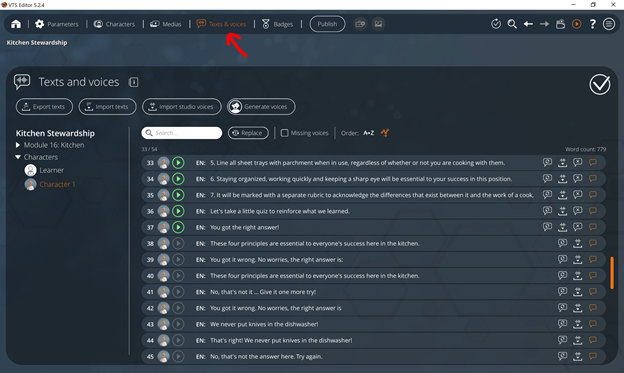 VTS Editor 5.2.4
Parameters
Characters
Medias
Texts & voices
Badges
Publish
?
Kitchen Stewardship
Texts and voices
Export texts
Import texts
Import studio voices
Generate voices
Kitchen Stewardship
Module 16: Kitchen
Characters
Learner
Character 1
Search...
Replace
Missing voices
Order: A»Z
33 / 54
Word count: 779
33 EN: 5. Line all sheet trays with parchment when in use, regardless of whether or not you are cooking with them.
34 EN: 6. Staying organized, working quickly and keeping a sharp eye will be essential to your success in this position.
35 EN: 7. It will be marked with a separate rubric to acknowledge the differences that exist between it and the work of a cook.
36 EN: Let's take a little quiz to reinforce what we learned.
37 EN: You got the right answer!
38 EN: These four principles are essential to everyone's success here in the kitchen.
39 EN: You got it wrong. No worries, the right answer is:
40 EN: These four principles are essential to everyone's success here in the kitchen.
41 EN: No, that's not it ... Give it one more try!
42 EN: You got it wrong. No worries, the right answer is
43 EN: We never put knives in the dishwasher!
44 EN: That's right! We never put knives in the dishwasher!
45 EN: No, that's not the answer here. Try again.